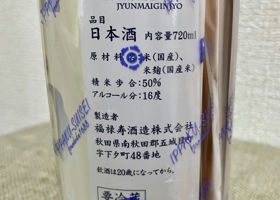 JYUNMAIGINJYO
品目
日本酒 内容量720ml
原材料 米(国産)、
米麹(国産米)
精米歩合：50%
アルコール分：16度
製造者
福禄寿酒造株式会社
秋田県南秋田郡五城目
字下夕町48番地
飲酒は20歳になってから。
要冷蔵
IPPAKUSUISEI